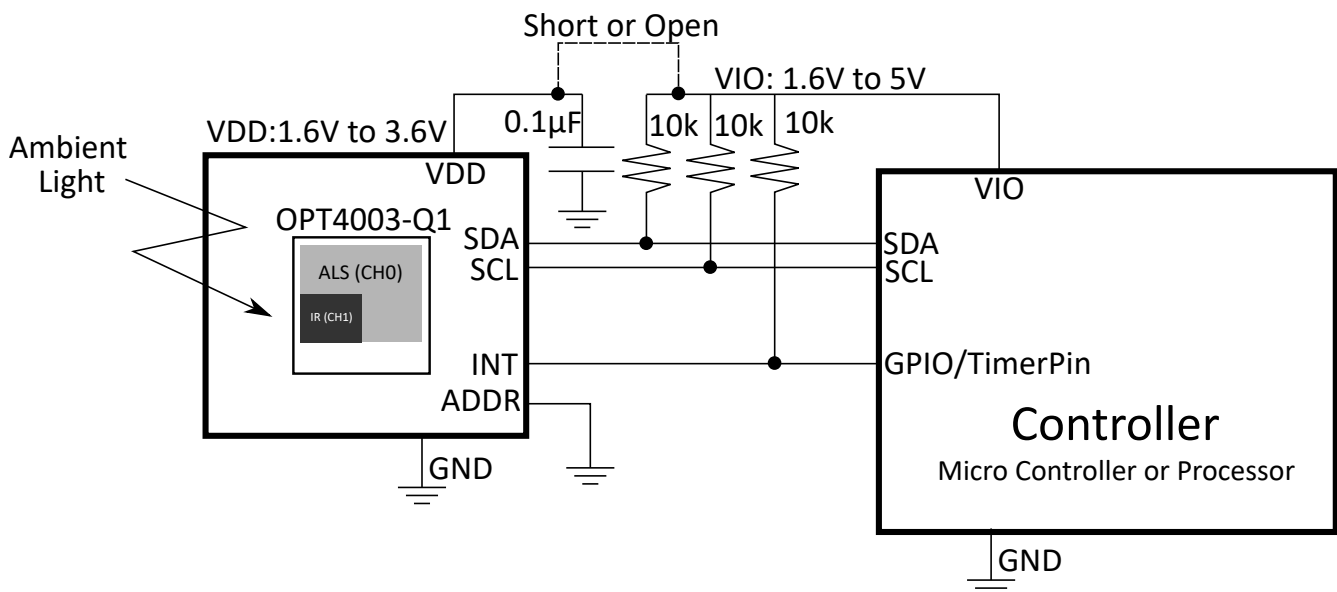 Short or Open
VIO: 1.6V to 5V
0.1µF
10k
10k
10k
VDD:1.6V to 3.6V
Ambient
Light
VDD
VIO
OPT4003-Q1
SDA
SDA
ALS (CH0)
SCL
SCL
IR (CH1)
INT
GPIO/TimerPin
ADDR
Controller
GND
Micro Controller or Processor
GND